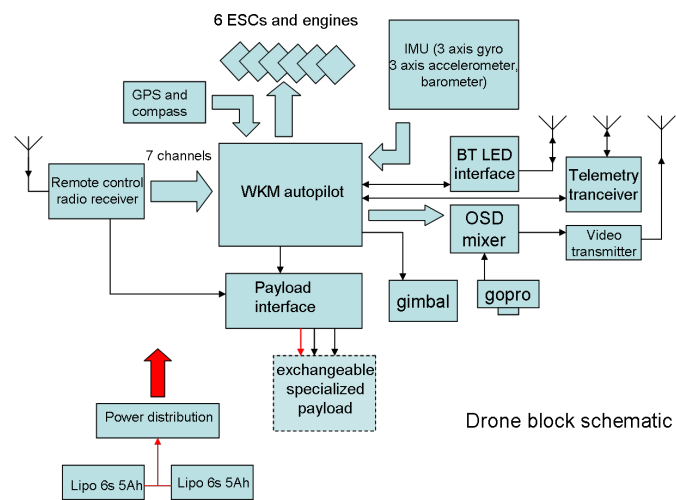 6 ESCs and engines
IMU (3 axis gyro
3 axis accelerometer,
barometer)
GPS and
compass
7 channels
Remote control
radio receiver
WKM autopilot
BT LED
interface
Telemetry
tranceiver
OSD
mixer
Video
transmitter
Payload
interface
gimbal
gopro
exchangeable
specialized
payload
Power distribution
Drone block schematic
Lipo 6s 5Ah
Lipo 6s 5Ah